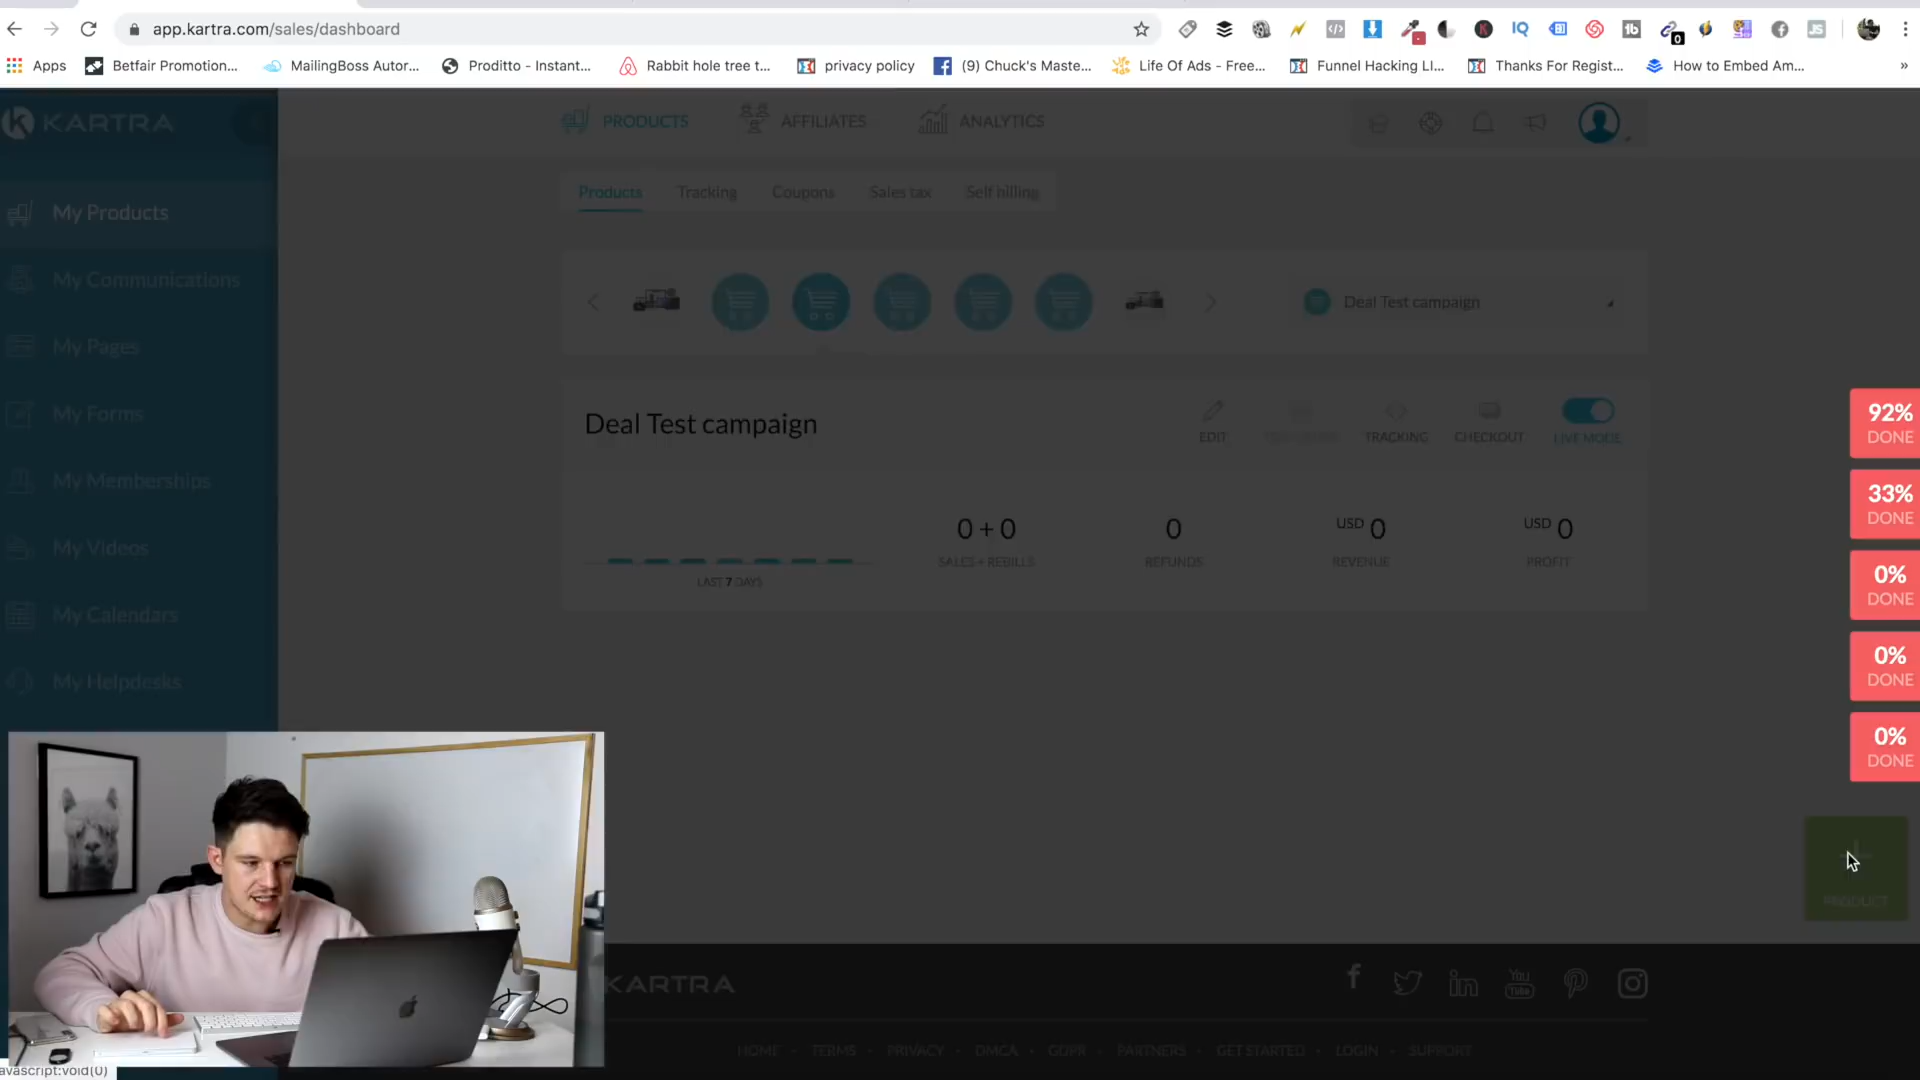 app.kartra.com/sales/dashboard
Apps
Betfair Promotion...
MailingBoss Autor...
Proditto - Instant...
Rabbit hole tree t...
privacy policy
(9) Chuck's Maste...
Life Of Ads - Free...
Funnel Hacking LI...
Thanks For Regist...
How to Embed Am...
»
KARTRA
PRODUCTS
AFFILIATES
ANALYTICS
My Products
My Communications
My Pages
My Forms
My Memberships
My Videos
My Calendars
My Helpdesks
Products
Tracking
Coupons
Sales tax
Self billing
Deal Test campaign
Deal Test campaign
EDIT
TRACKING
CHECKOUT
LIVE MODE
0 + 0
SALES + REBILLS
0
REFUNDS
USD 0
REVENUE
USD 0
PROFIT
LAST 7 DAYS
92%
DONE
33%
DONE
0%
DONE
0%
DONE
0%
DONE
PRODUCT
KARTRA
HOME - TERMS - PRIVACY - DMCA - GDPR - PARTNERS - GET STARTED - LOGIN - SUPPORT
avascript:void(0)